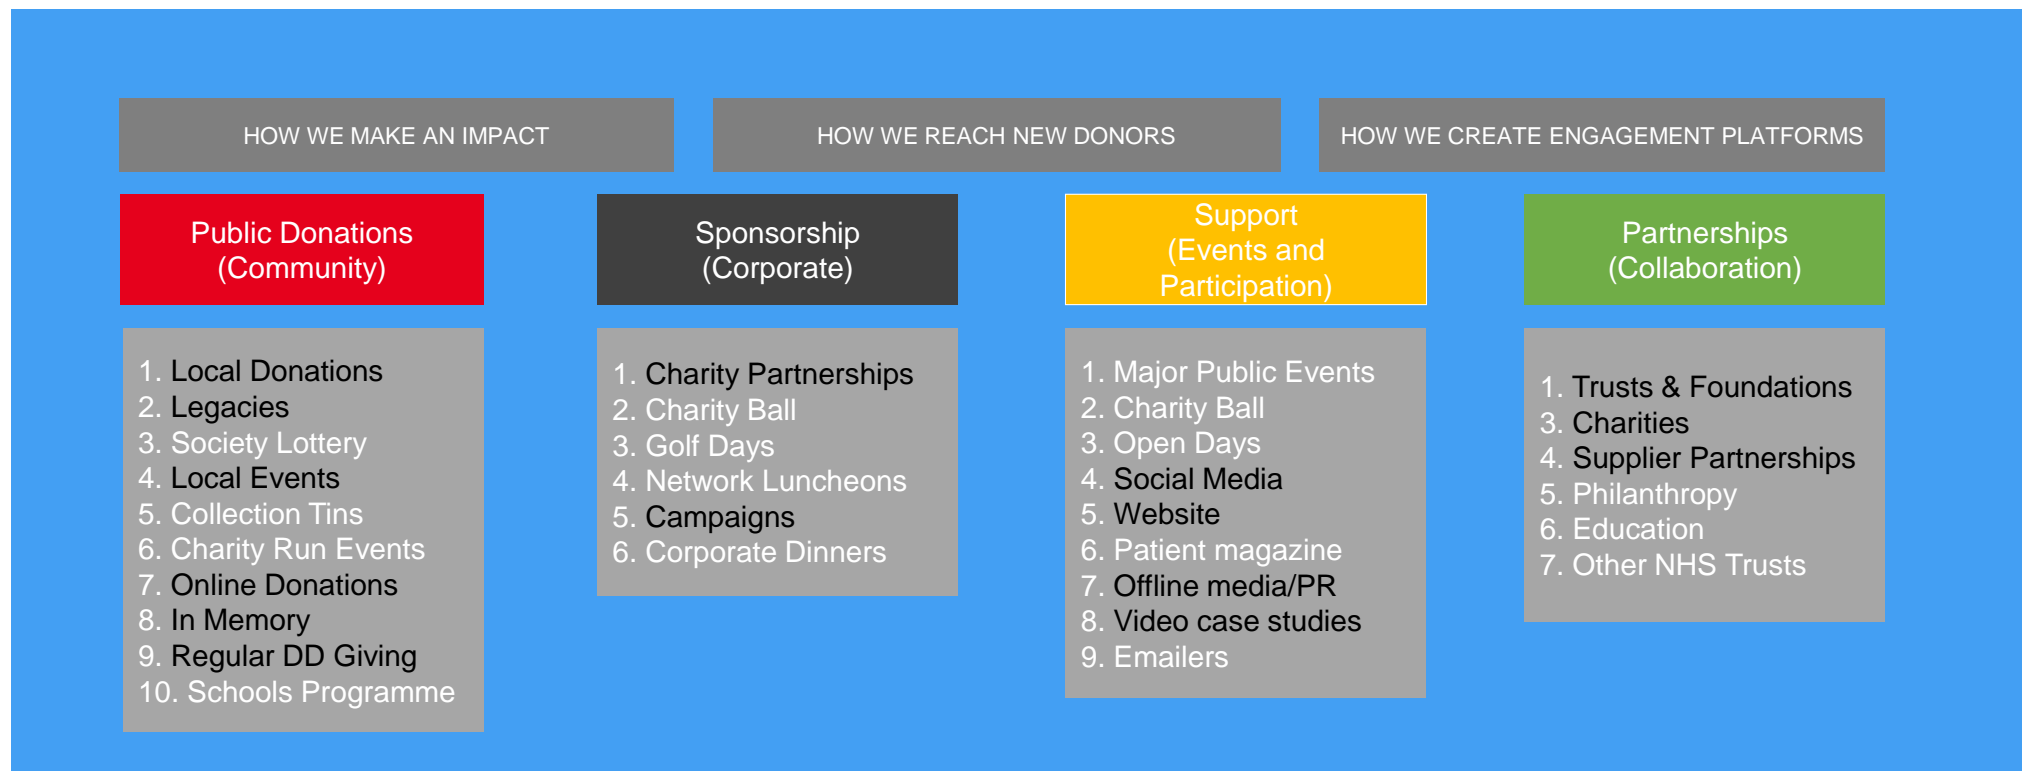 HOW WE MAKE AN IMPACT
HOW WE REACH NEW DONORS
HOW WE CREATE ENGAGEMENT PLATFORMS
Public Donations
(Community)
1. Local Donations
2. Legacies
3. Society Lottery
4. Local Events
5. Collection Tins
6. Charity Run Events
7. Online Donations
8. In Memory
9. Regular DD Giving
10. Schools Programme
Sponsorship
(Corporate)
1. Charity Partnerships
2. Charity Ball
3. Golf Days
4. Network Luncheons
5. Campaigns
6. Corporate Dinners
Support
(Events and
Participation)
1. Major Public Events
2. Charity Ball
3. Open Days
4. Social Media
5. Website
6. Patient magazine
7. Offline media/PR
8. Video case studies
9. Emailers
Partnerships
(Collaboration)
1. Trusts & Foundations
3. Charities
4. Supplier Partnerships
5. Philanthropy
6. Education
7. Other NHS Trusts